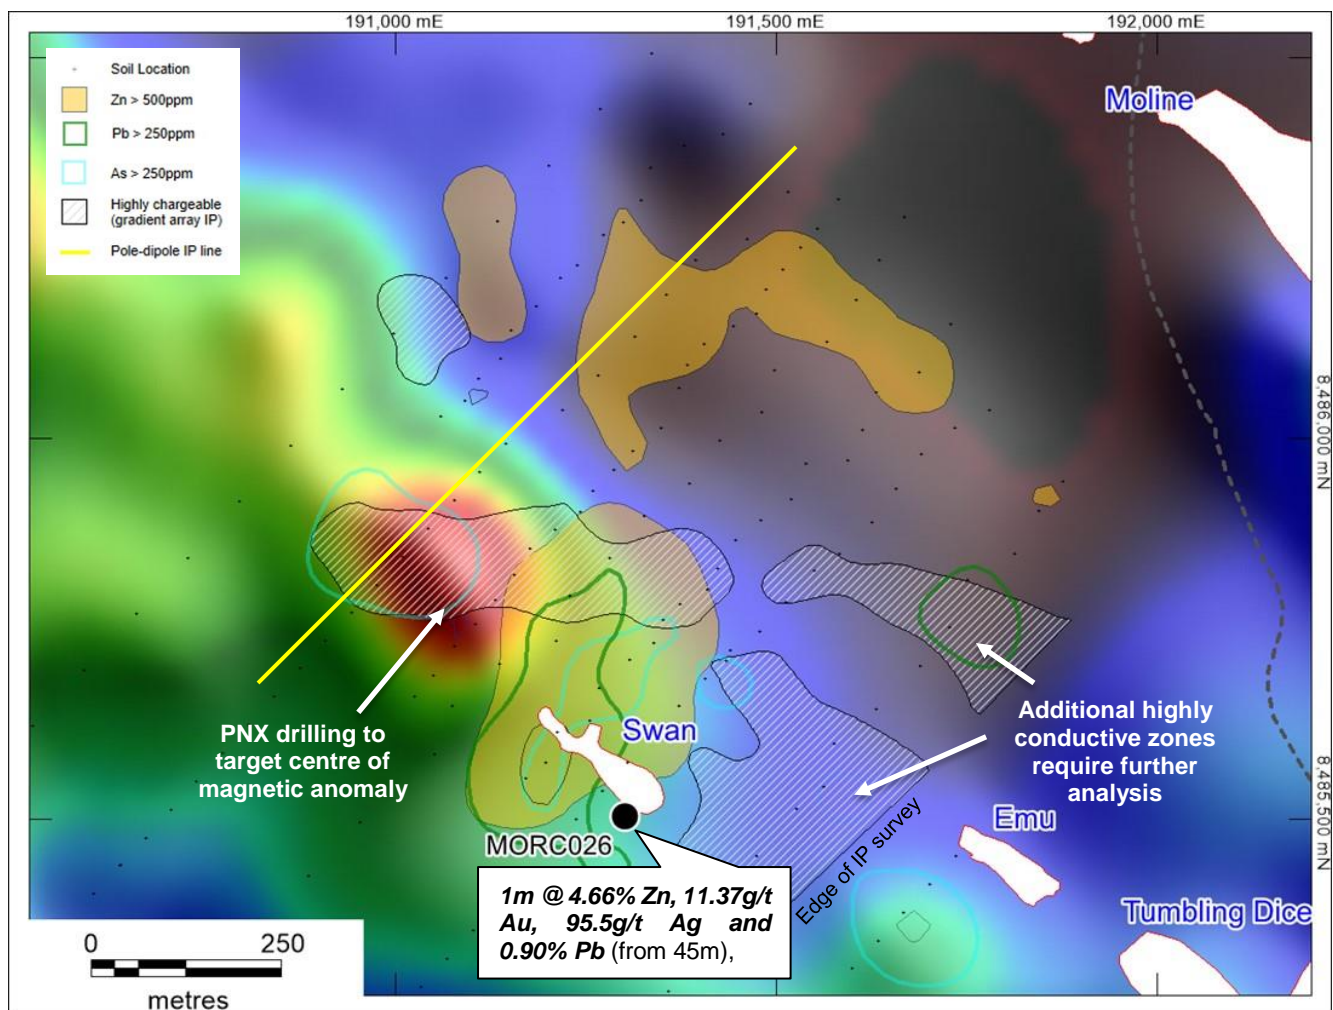 191,000 mE
191,500 mE
192,000 mE
Soil Location
Zn > 500ppm
Pb > 250ppm
As > 250ppm
Highly chargeable
(gradient array IP)
Pole-dipole IP line
Moline
8,486,000 mN
PNX drilling to
target centre of
magnetic anomaly
Swan
Additional highly
conductive zones
require further
analysis
8,485,500 mN
MORC026
Emu
Edge of IP survey
1m @ 4.66% Zn, 11.37g/t
Au, 95.5g/t Ag and
0.90% Pb (from 45m),
Tumbling Dice
0 250
metres